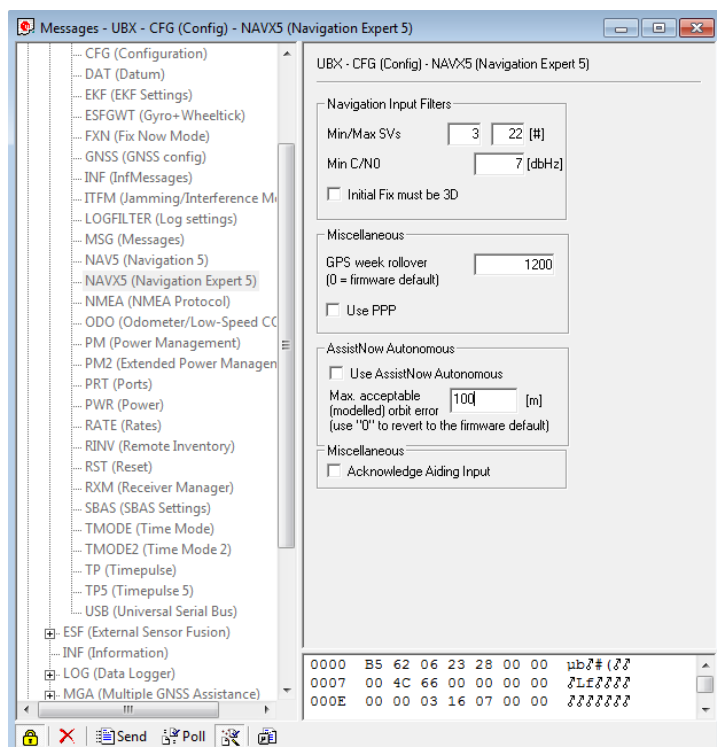 Messages - UBX - CFG (Config) - NAVX5 (Navigation Expert 5)
CFG (Configuration)
DAT (Datum)
EKF (EKF Settings)
ESFGWT (Gyro+Wheeltick)
FXN (Fix Now Mode)
GNSS (GNSS config)
INF (InfMessages)
ITFM (Jamming/Interference M
LOGFILTER (Log settings)
MSG (Messages)
NAV5 (Navigation 5)
NAVX5 (Navigation Expert 5)
NMEA (NMEA Protocol)
ODO (Odometer/Low-Speed CO
PM (Power Management)
PM2 (Extended Power Managen
PRT (Ports)
PWR (Power)
RATE (Rates)
RINV (Remote Inventory)
RST (Reset)
RXM (Receiver Manager)
SBAS (SBAS Settings)
TMODE (Time Mode)
TMODE2 (Time Mode 2)
TP (Timepulse)
TP5 (Timepulse 5)
USB (Universal Serial Bus)
ESF (External Sensor Fusion)
INF (Information)
LOG (Data Logger)
MGA (Multiple GNSS Assistance)
UBX - CFG (Config) - NAVX5 (Navigation Expert 5)
Navigation Input Filters
Min/Max SVs 3 22 [#]
Min C/N0 7 [dbHz]
Initial Fix must be 3D
Miscellaneous
GPS week rollover 1200
(0 = firmware default)
Use PPP
AssistNow Autonomous
Use AssistNow Autonomous
Max. acceptable 100 [m]
(modelled) orbit error
(use "0" to revert to the firmware default)
Miscellaneous
Acknowledge Aiding Input
0000 B5 62 06 23 28 00 00 µb#(
0007 00 4C 66 00 00 00 00 Lf
000E 00 00 03 16 07 00 00
Send Poll